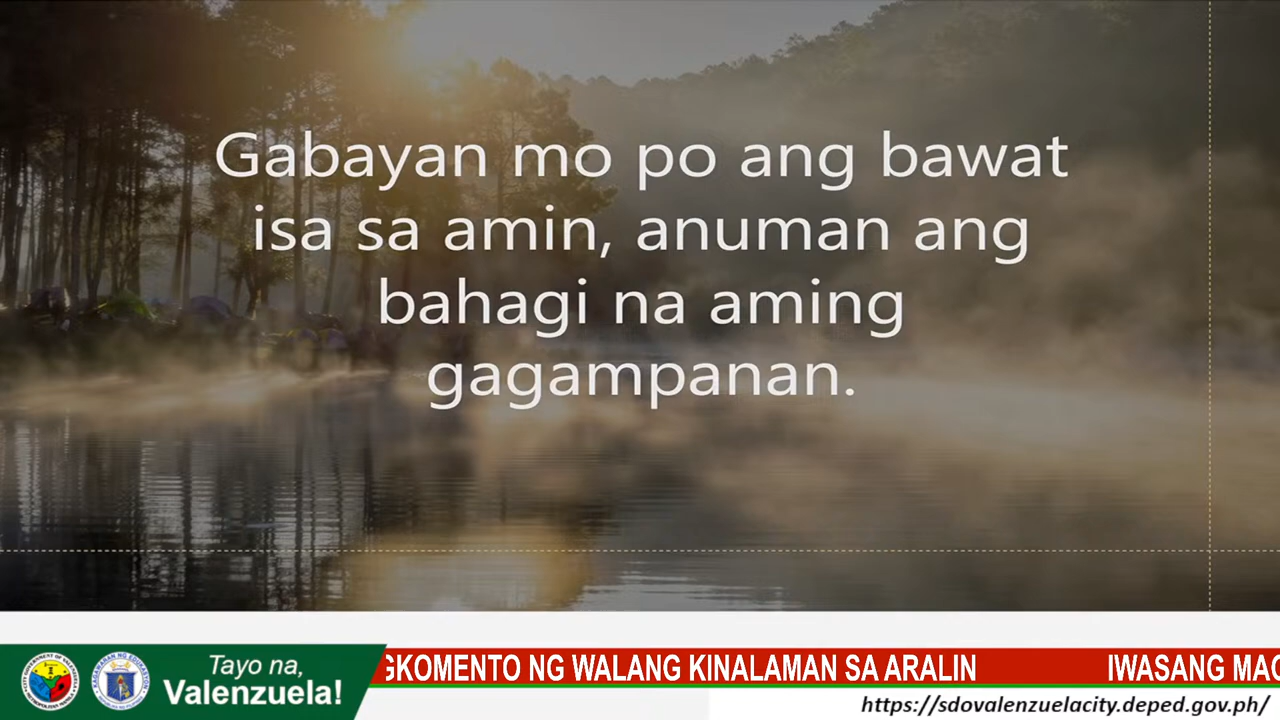 Gabayan mo po ang bawat
isa sa amin, anuman ang
bahagi na aming
gagampanan.
Tayo na,
Valenzuela!
GKOMENTO NG WALANG KINALAMAN SA ARALIN
IWASANG MAG
https://sdovalenzuelacity.deped.gov.ph/